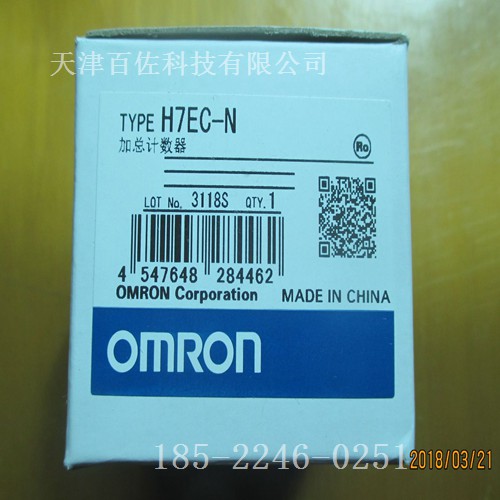 天津百佐科技有限公司
TYPE H7EC-N
加总计数器
Ro
LOT No. 3118S QTY. 1
4 547648 284462
OMRON Corporation
MADE IN CHINA
OMRON
185-2246-0251
2018/03/21